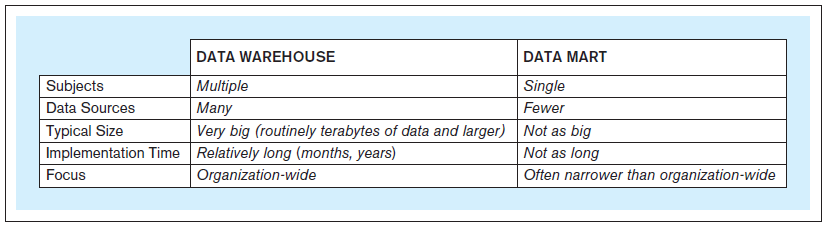 DATA WAREHOUSE DATA MART
Subjects Multiple Single
Data Sources Many Fewer
Typical Size Very big (routinely terabytes of data and larger) Not as big
Implementation Time Relatively long (months, years) Not as long
Focus Organization-wide Often narrower than organization-wide